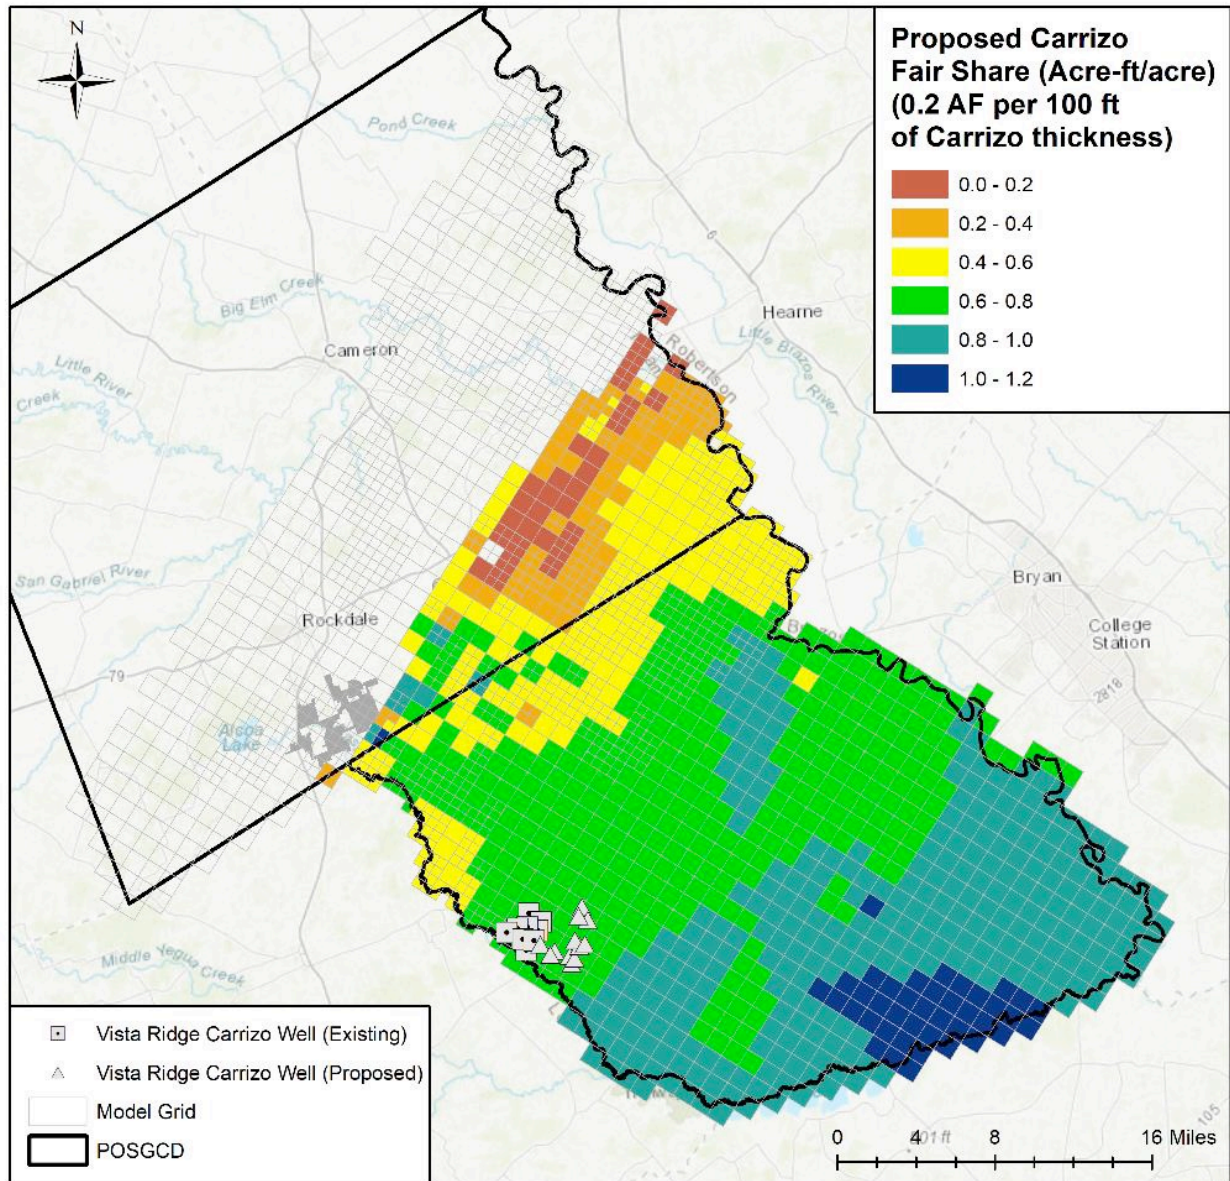 N
Proposed Carrizo
Fair Share (Acre-ft/acre)
(0.2 AF per 100 ft
of Carrizo thickness)
0.0 - 0.2
0.2 - 0.4
0.4 - 0.6
0.6 - 0.8
0.8 - 1.0
1.0 - 1.2
Pond Creek
6
Hearne
Big Elm Creek
Cameron
Little Brazos
River
Robertson
Little River
Creek
San Gabriel River
Rockdale
Bryan
College
Station
79
2818
Alcoa
Lake
Middle Yegua
Creek
Vista Ridge Carrizo Well (Existing)
Vista Ridge Carrizo Well (Proposed)
Model Grid
POSGCD
105
0 4 8 16 Miles